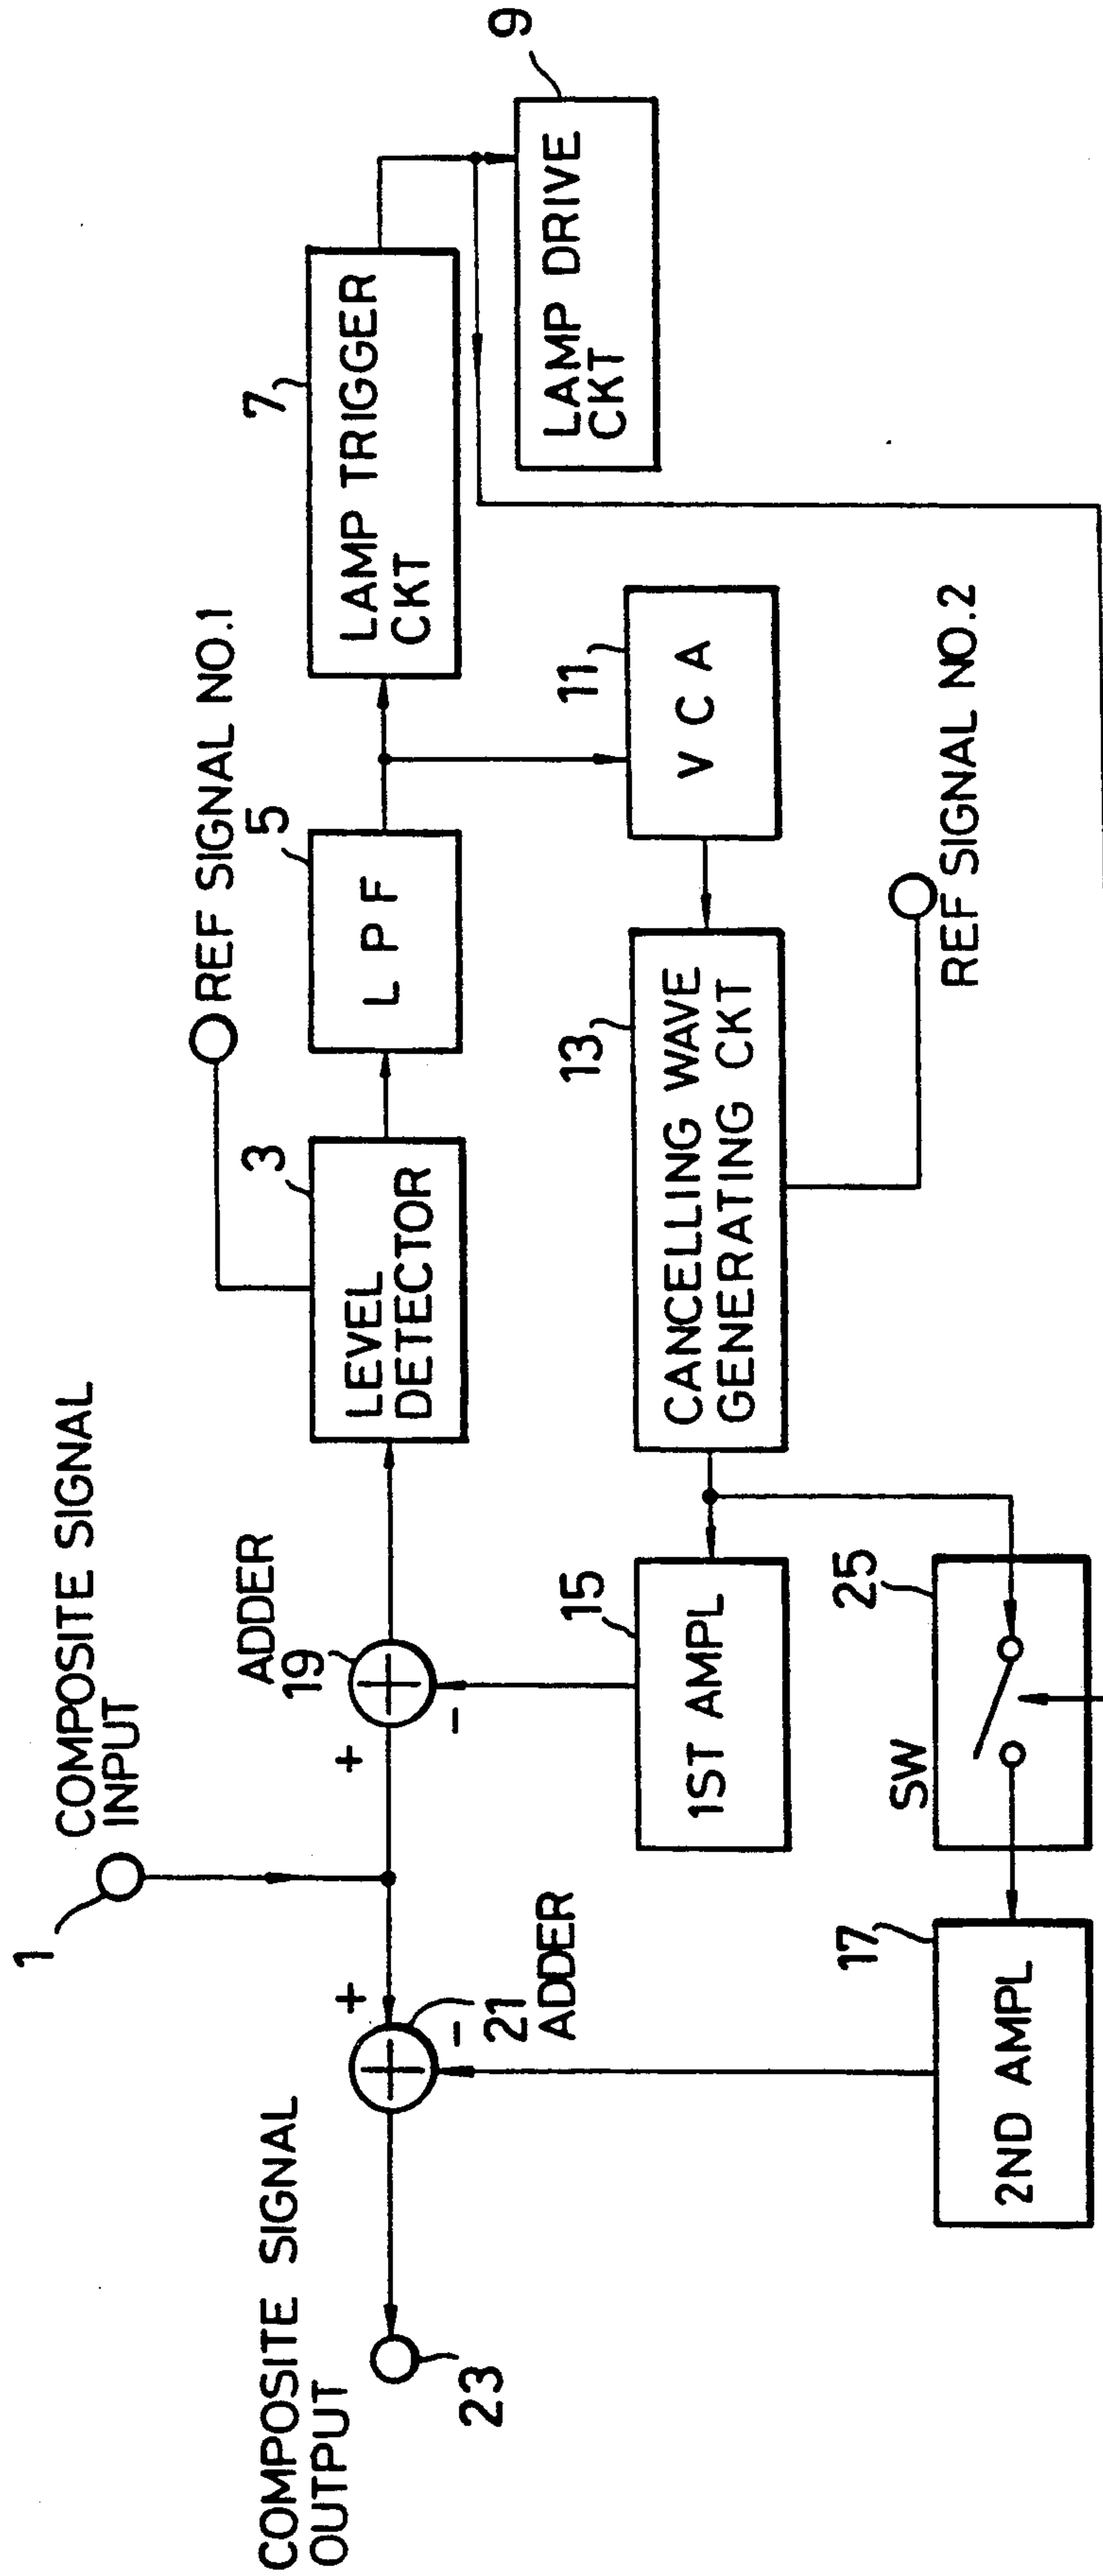 1
COMPOSITE SIGNAL
INPUT
COMPOSITE SIGNAL
OUTPUT
23
+
-
21
ADDER
ADDER
19
+
-
3
LEVEL
DETECTOR
REF SIGNAL NO.1
5
L P F
7
LAMP TRIGGER
CKT
9
LAMP DRIVE
CKT
11
V C A
13
CANCELLING WAVE
GENERATING CKT
REF SIGNAL NO.2
15
1ST AMPL
25
SW
17
2ND AMPL